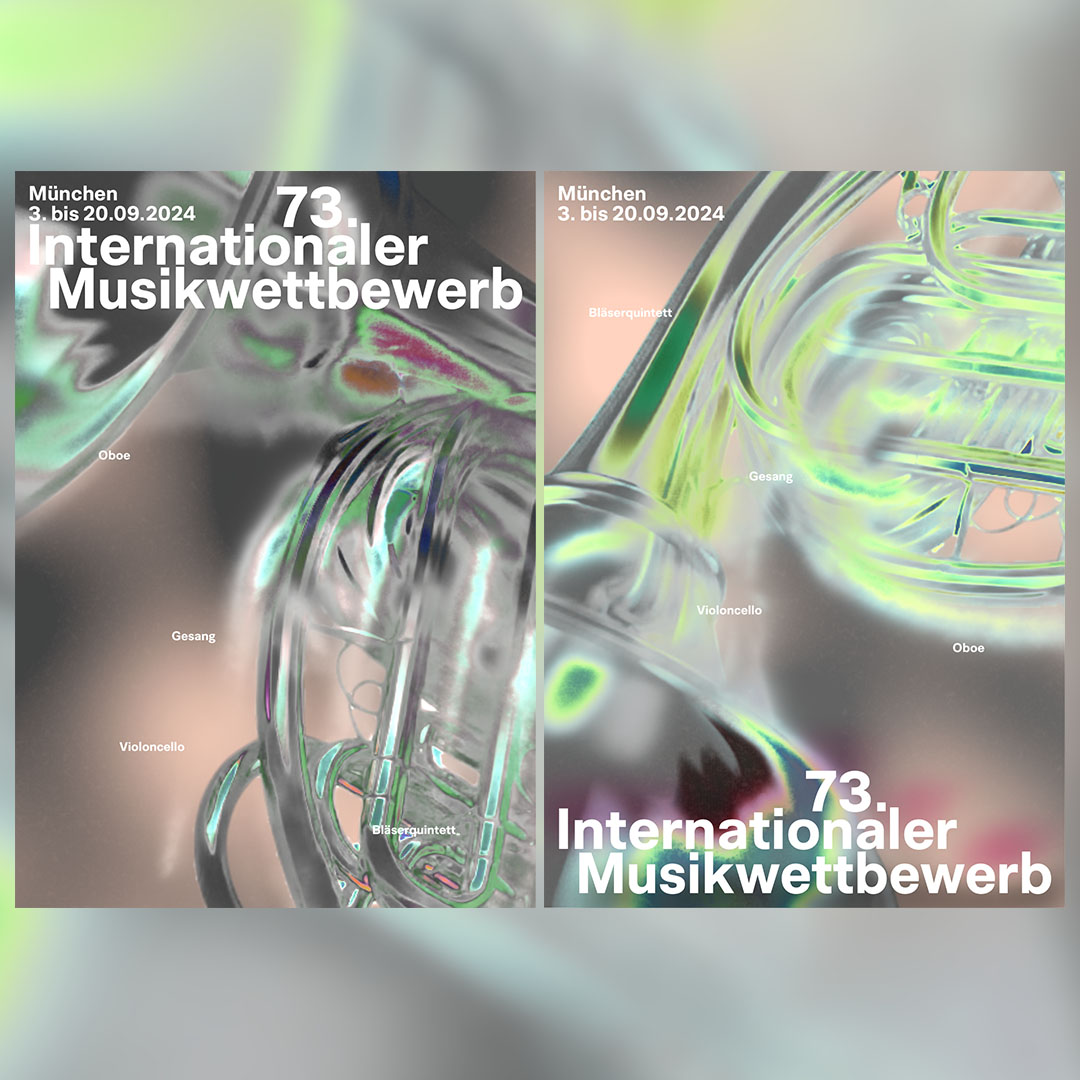 München
3. bis 20.09.2024
73.
Internationaler
Musikwettbewerb
Oboe
Gesang
Violoncello
Bläserquintett
München
3. bis 20.09.2024
Bläserquintett
Gesang
Violoncello
Oboe
73.
Internationaler
Musikwettbewerb